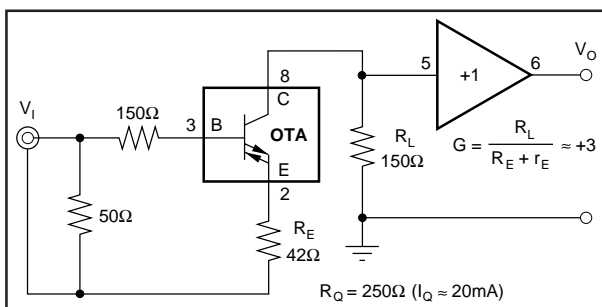 V_I
150Ω
50Ω
3
B
8
C
OTA
E
2
R_E
42Ω
R_L
150Ω
5
+1
6
V_O
G = R_L / (R_E + r_E) ≈ +3
R_Q = 250Ω (I_Q ≈ 20mA)